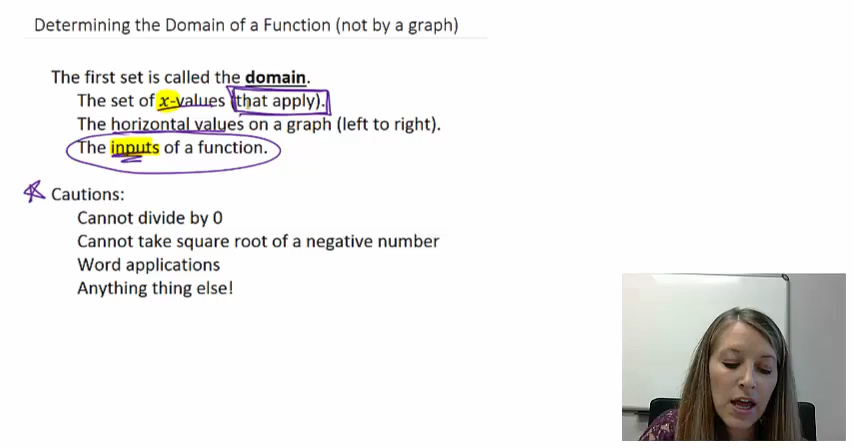 Determining the Domain of a Function (not by a graph)
The first set is called the domain.
The set of x-values (that apply).
The horizontal values on a graph (left to right).
The inputs of a function.
Cautions:
Cannot divide by 0
Cannot take square root of a negative number
Word applications
Anything thing else!